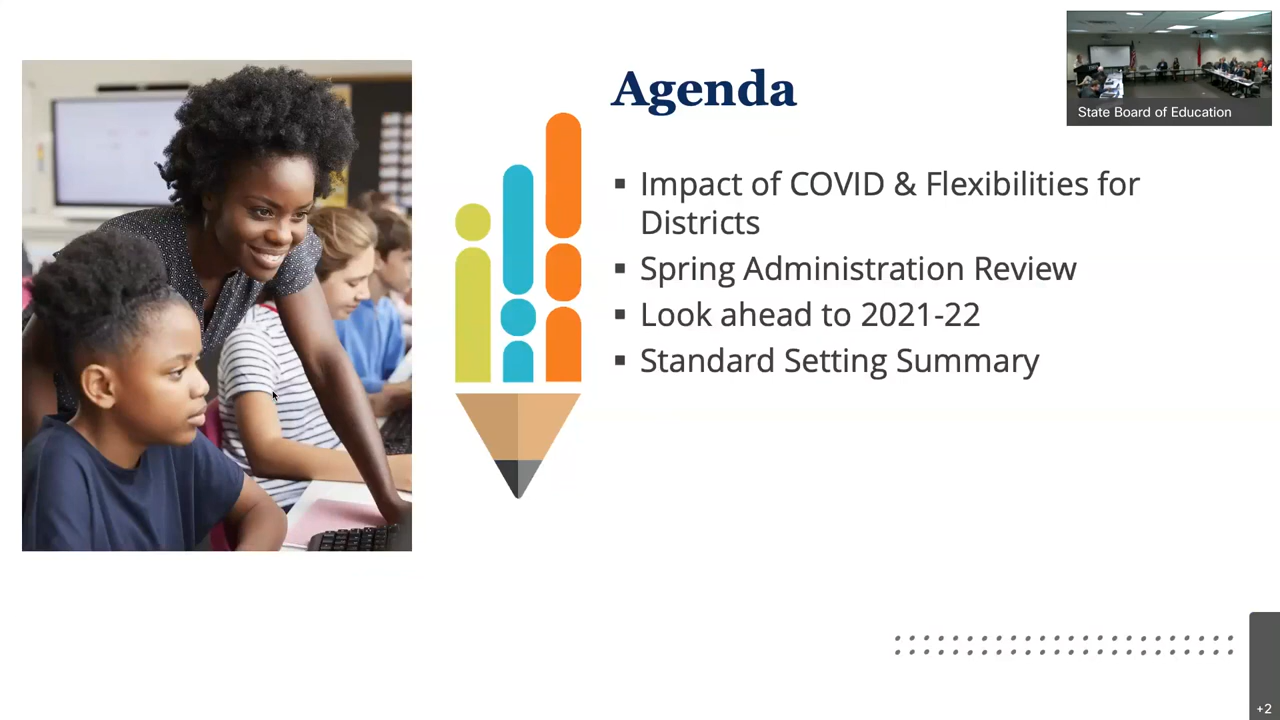 Agenda
State Board of Education
▪ Impact of COVID & Flexibilities for
Districts
▪ Spring Administration Review
▪ Look ahead to 2021-22
▪ Standard Setting Summary
+2